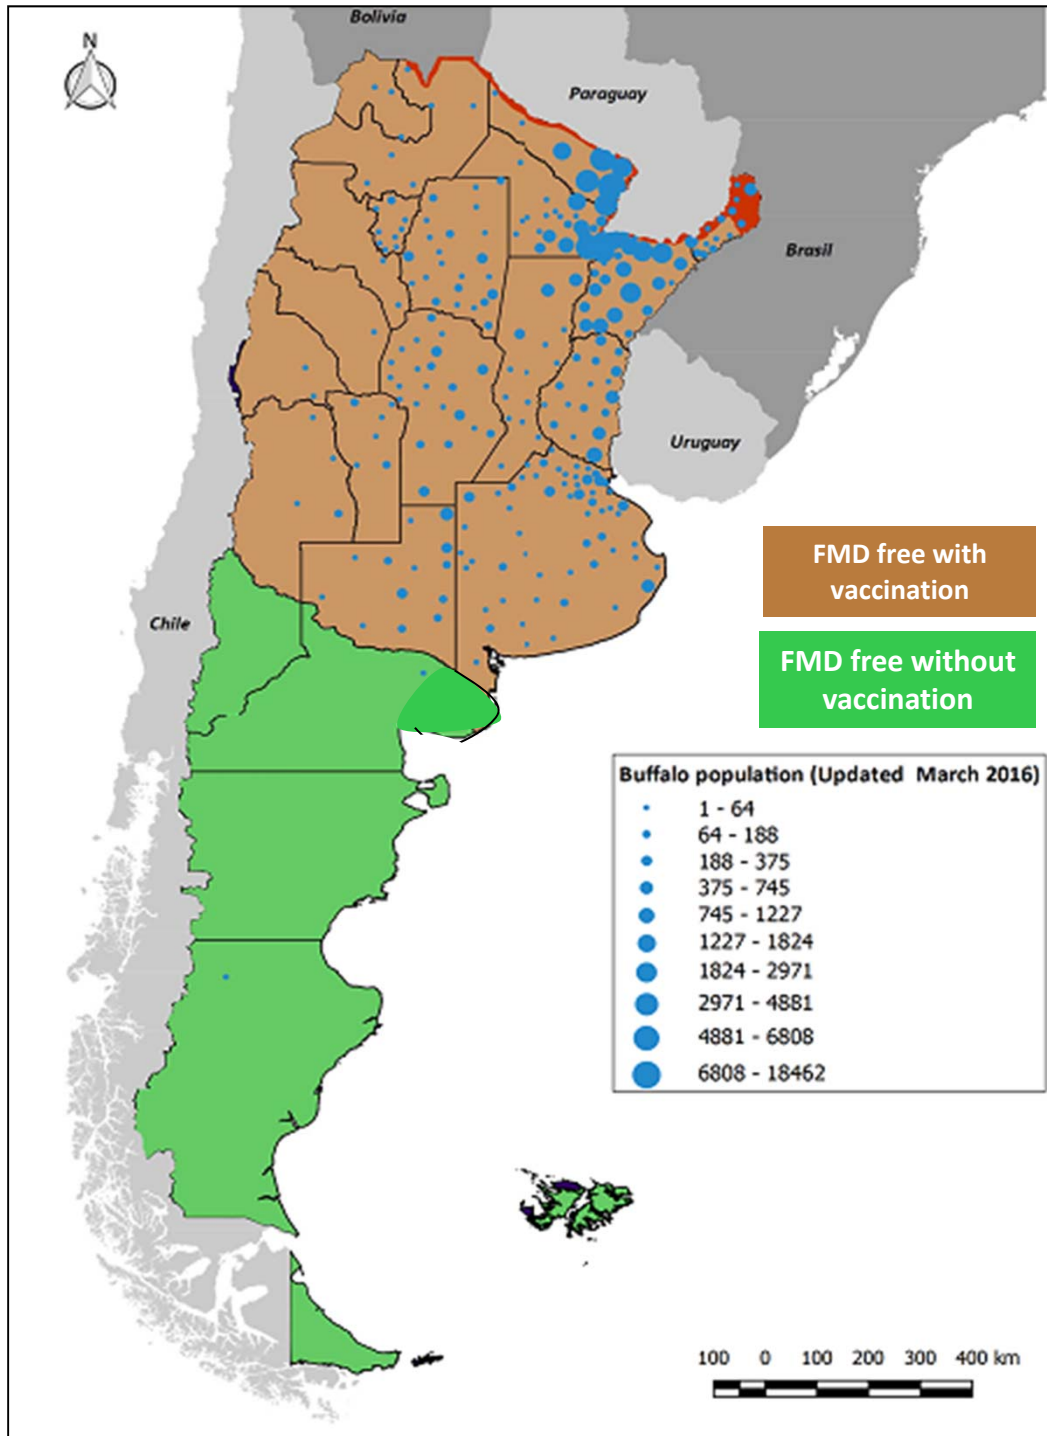 Bolivia
N
Paraguay
Brasil
Uruguay
FMD free with
vaccination
Chile
FMD free without
vaccination
Buffalo population (Updated March 2016)
1 - 64
64 - 188
188 - 375
375 - 745
745 - 1227
1227 - 1824
1824 - 2971
2971 - 4881
4881 - 6808
6808 - 18462
100 0 100 200 300 400 km